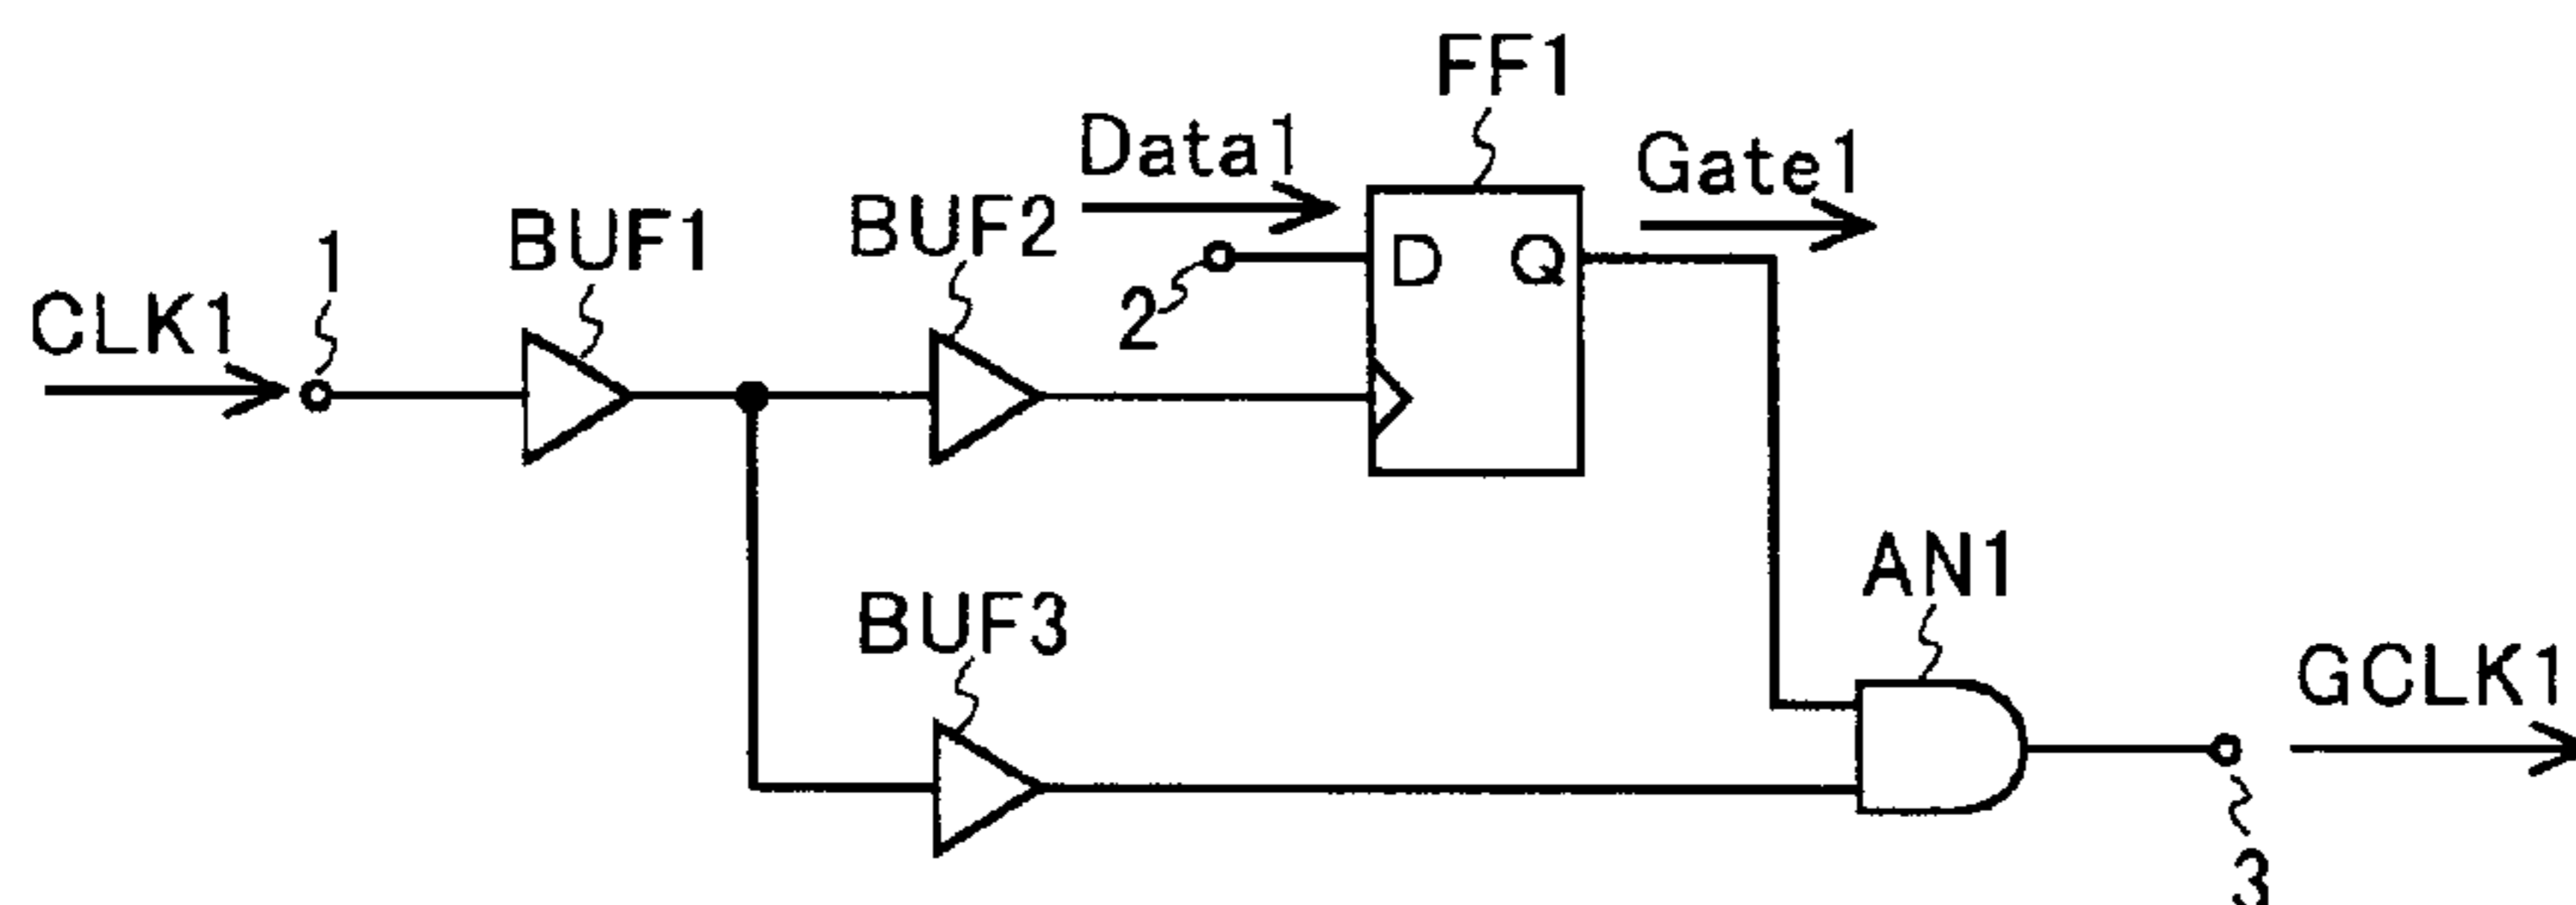 FF1
Data1
Gate1
BUF1
BUF2
1
CLK1
D
Q
2
AN1
BUF3
GCLK1
3